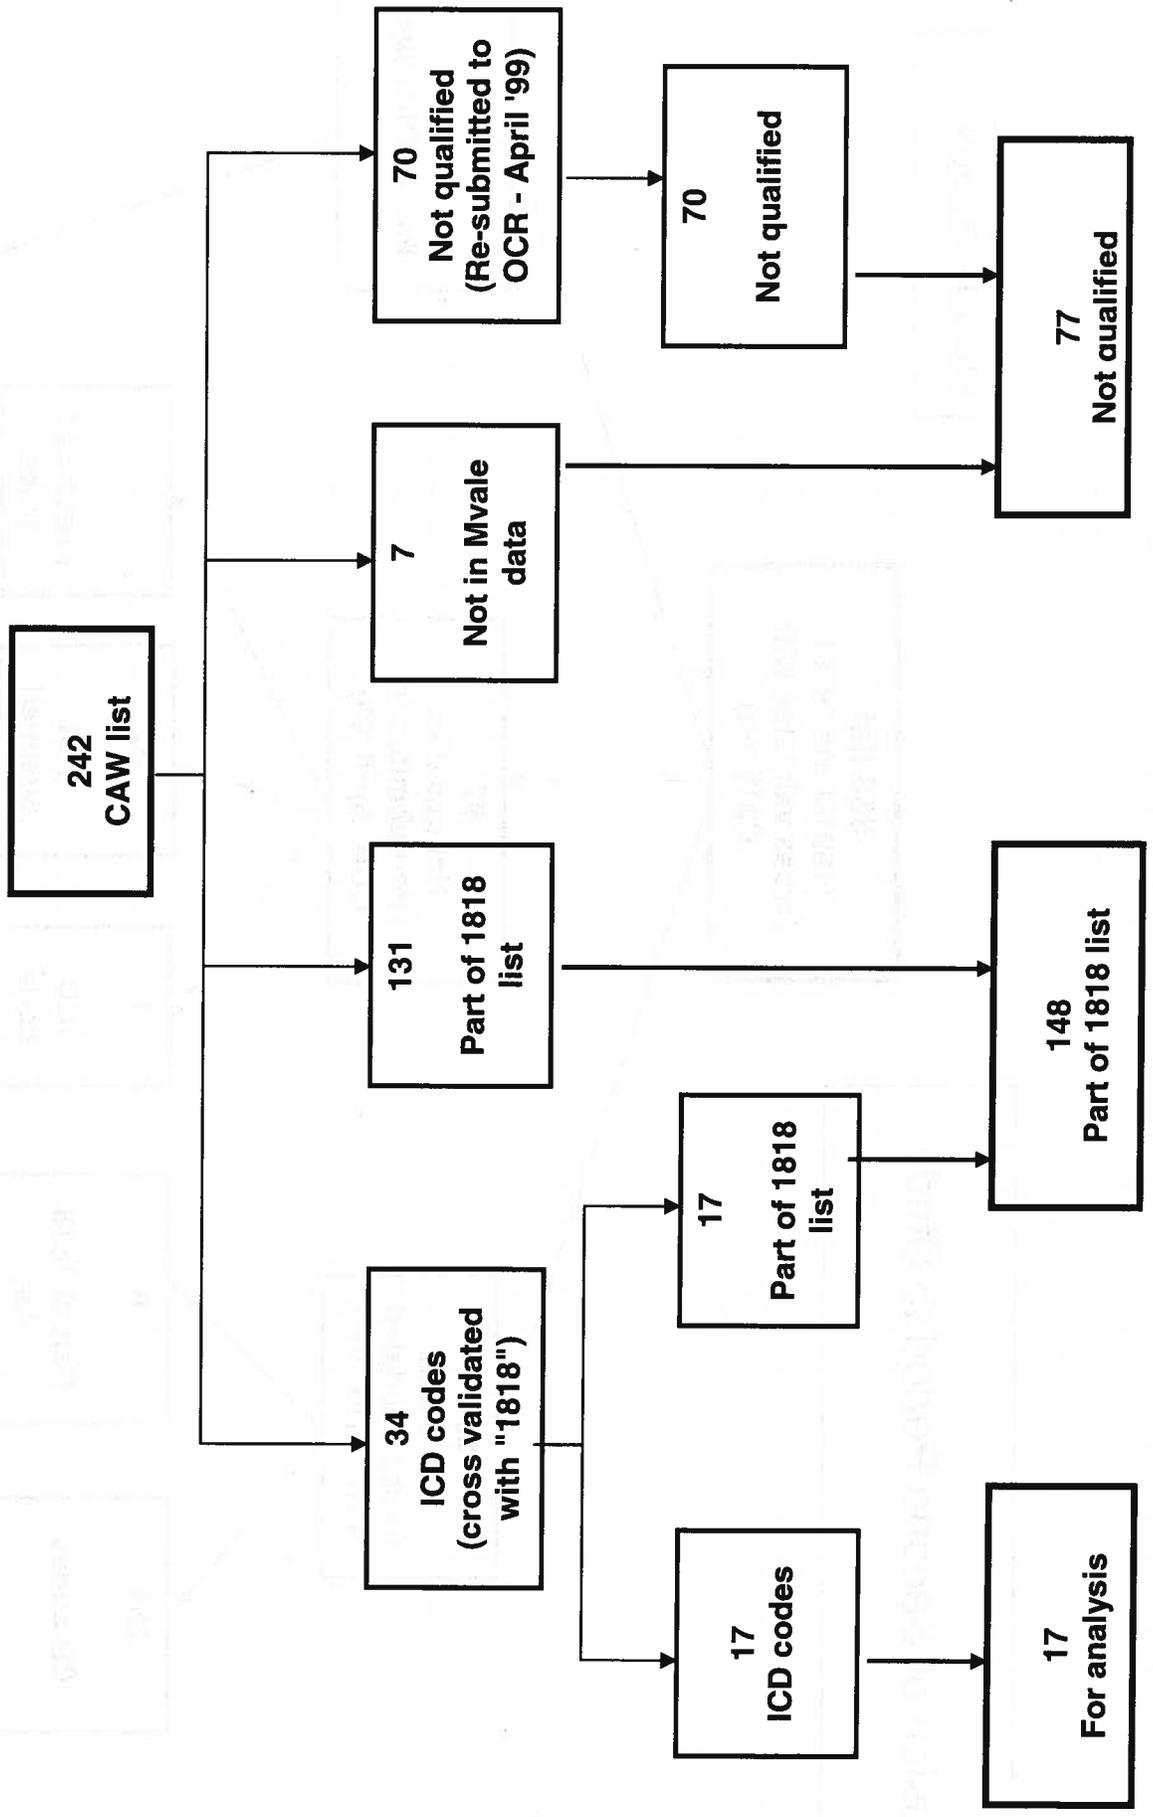 242
CAW list
34
ICD codes
(cross validated
with "1818")
131
Part of 1818
list
7
Not in Mvale
data
70
Not qualified
(Re-submitted to
OCR - April '99)
17
ICD codes
17
Part of 1818
list
70
Not qualified
17
For analysis
148
Part of 1818 list
77
Not qualified